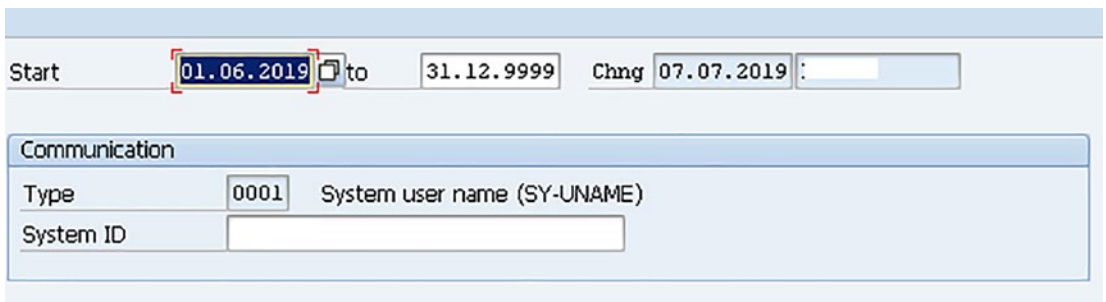 Start 01.06.2019 to 31.12.9999 Chng 07.07.2019
Communication
Type 0001 System user name (SY-UNAME)
System ID